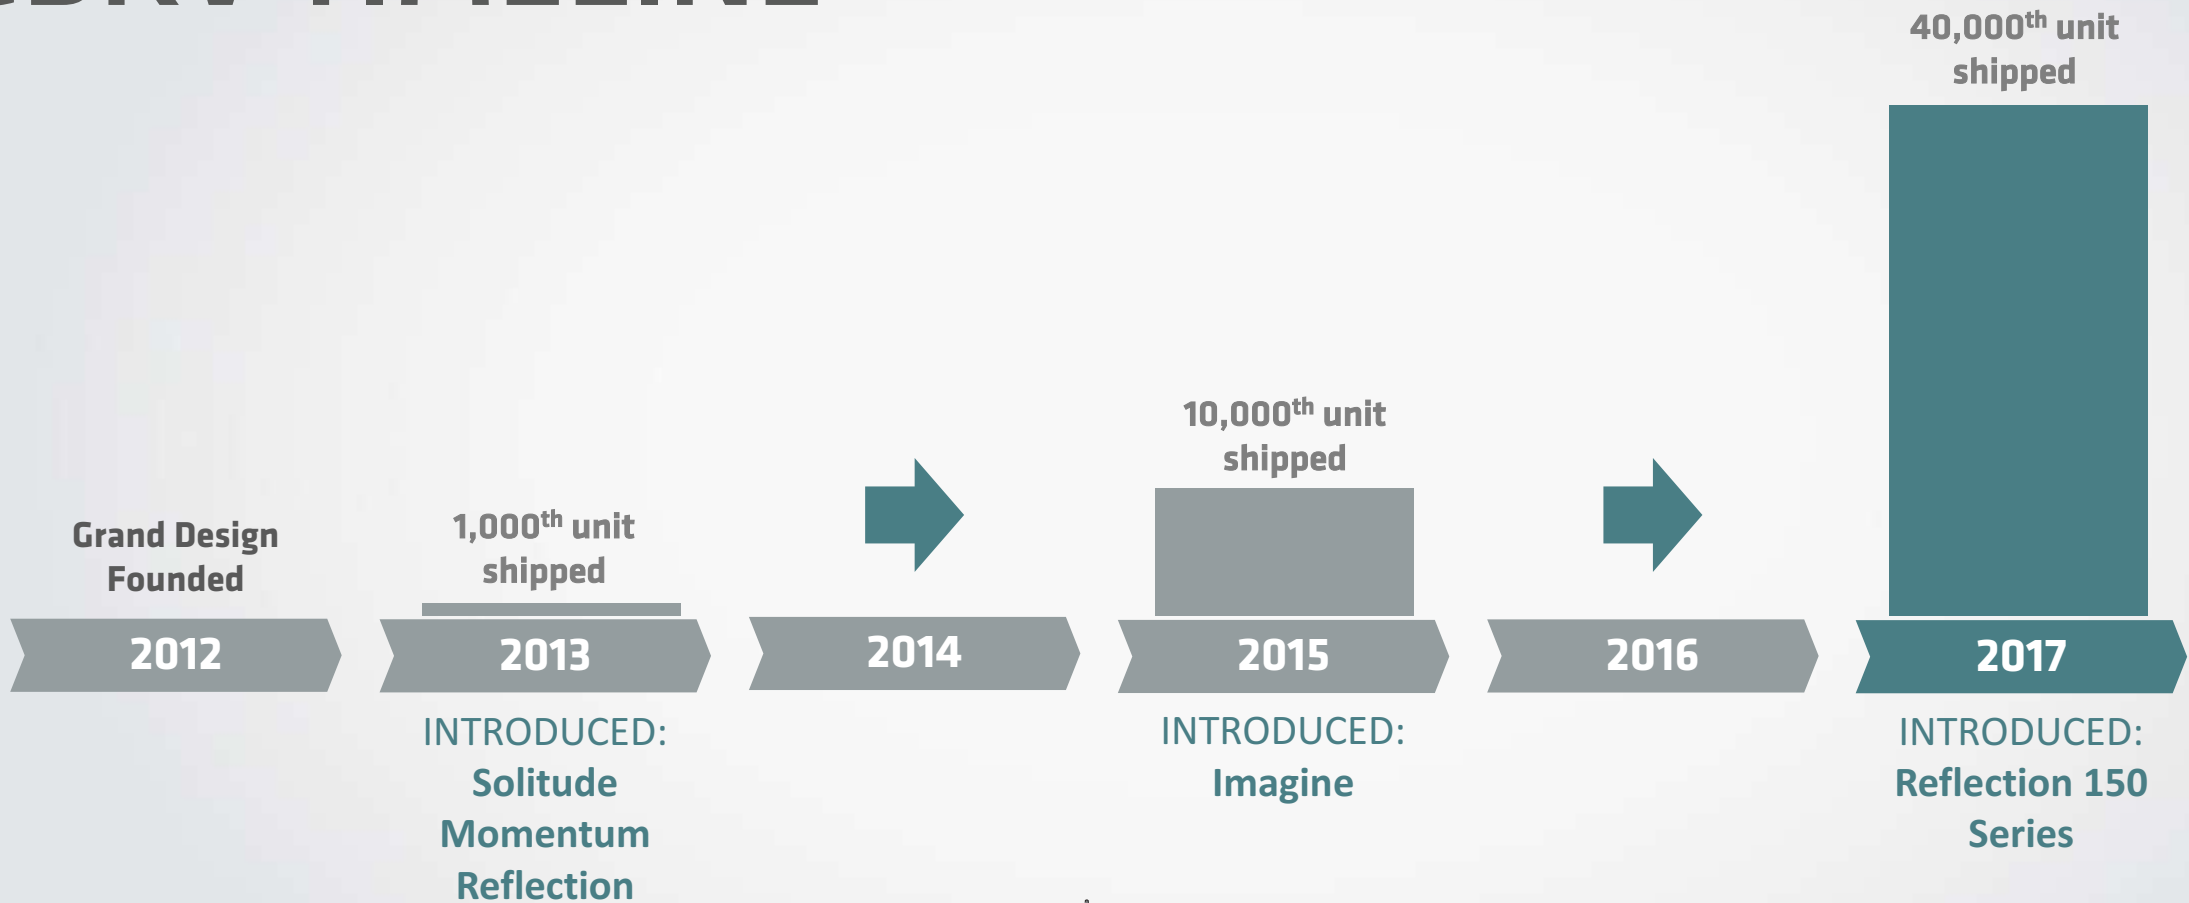 TIMELINE
40,000th unit
shipped
10,000th unit
shipped
Grand Design
Founded
1,000th unit
shipped
2012
2013
2014
2015
2016
2017
INTRODUCED:
Solitude
Momentum
Reflection
INTRODUCED:
Imagine
INTRODUCED:
Reflection 150
Series